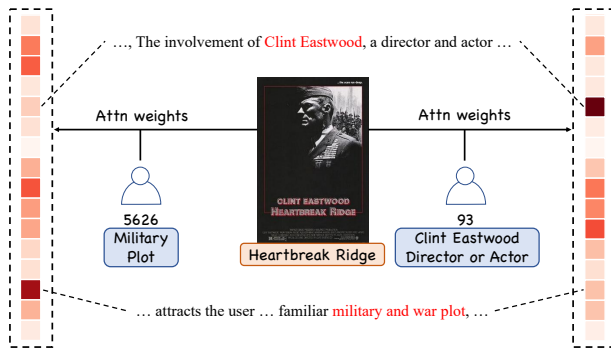 …, The involvement of Clint Eastwood, a director and actor …
Attn weights
Attn weights
CLINT EASTWOOD
HEARTBREAK RIDGE
5626
Military
Plot
Heartbreak Ridge
93
Clint Eastwood
Director or Actor
… attracts the user … familiar military and war plot, …